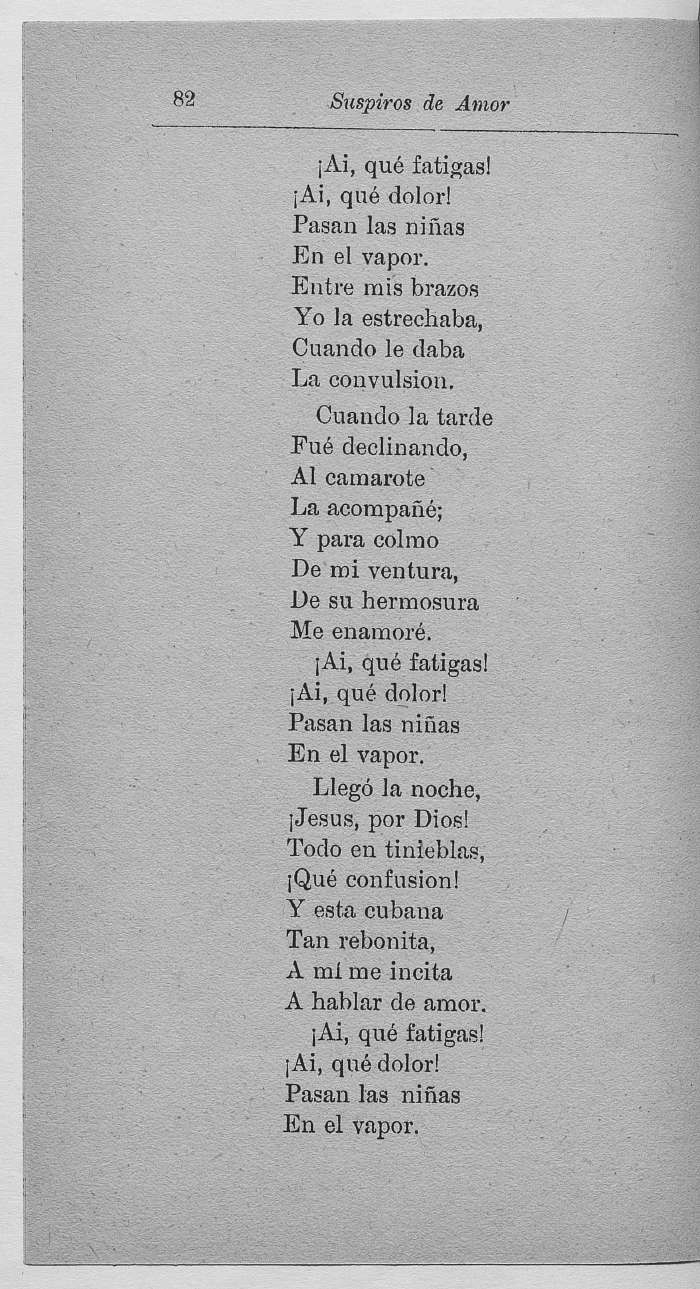 82 Suspiros de Amor
¡Ai, qué fatigas!
¡Ai, qué dolor!
Pasan las niñas
En el vapor.
Entre mis brazos
Yo la estrechaba,
Cuando le daba
La convulsion.
Cuando la tarde
Fué declinando,
Al camarote
La acompañé;
Y para colmo
De mi ventura,
De su hermosura
Me enamoré.
¡Ai, qué fatigas!
¡Ai, qué dolor!
Pasan las niñas
En el vapor.
Llegó la noche,
¡Jesus, por Dios!
Todo en tinieblas,
¡Qué confusion!
Y esta cubana
Tan rebonita,
A mí me incita
A hablar de amor.
¡Ai, qué fatigas!
¡Ai, qué dolor!
Pasan las niñas
En el vapor.